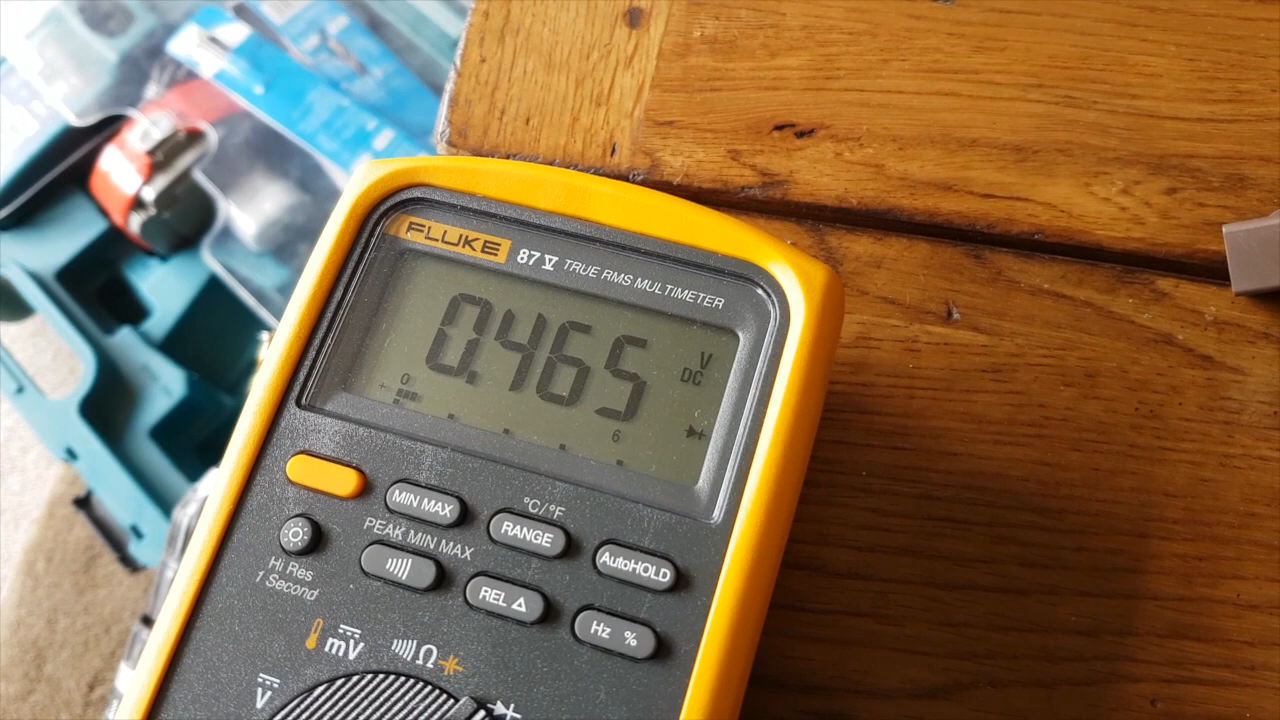 FLUKE 87 V TRUE RMS MULTIMETER
0.465 V DC
+ 0 6
MIN MAX
RANGE °C/°F
AutoHOLD
PEAK MIN MAX
REL Δ
Hz %
Hi Res
1 Second
mV
Ω
V